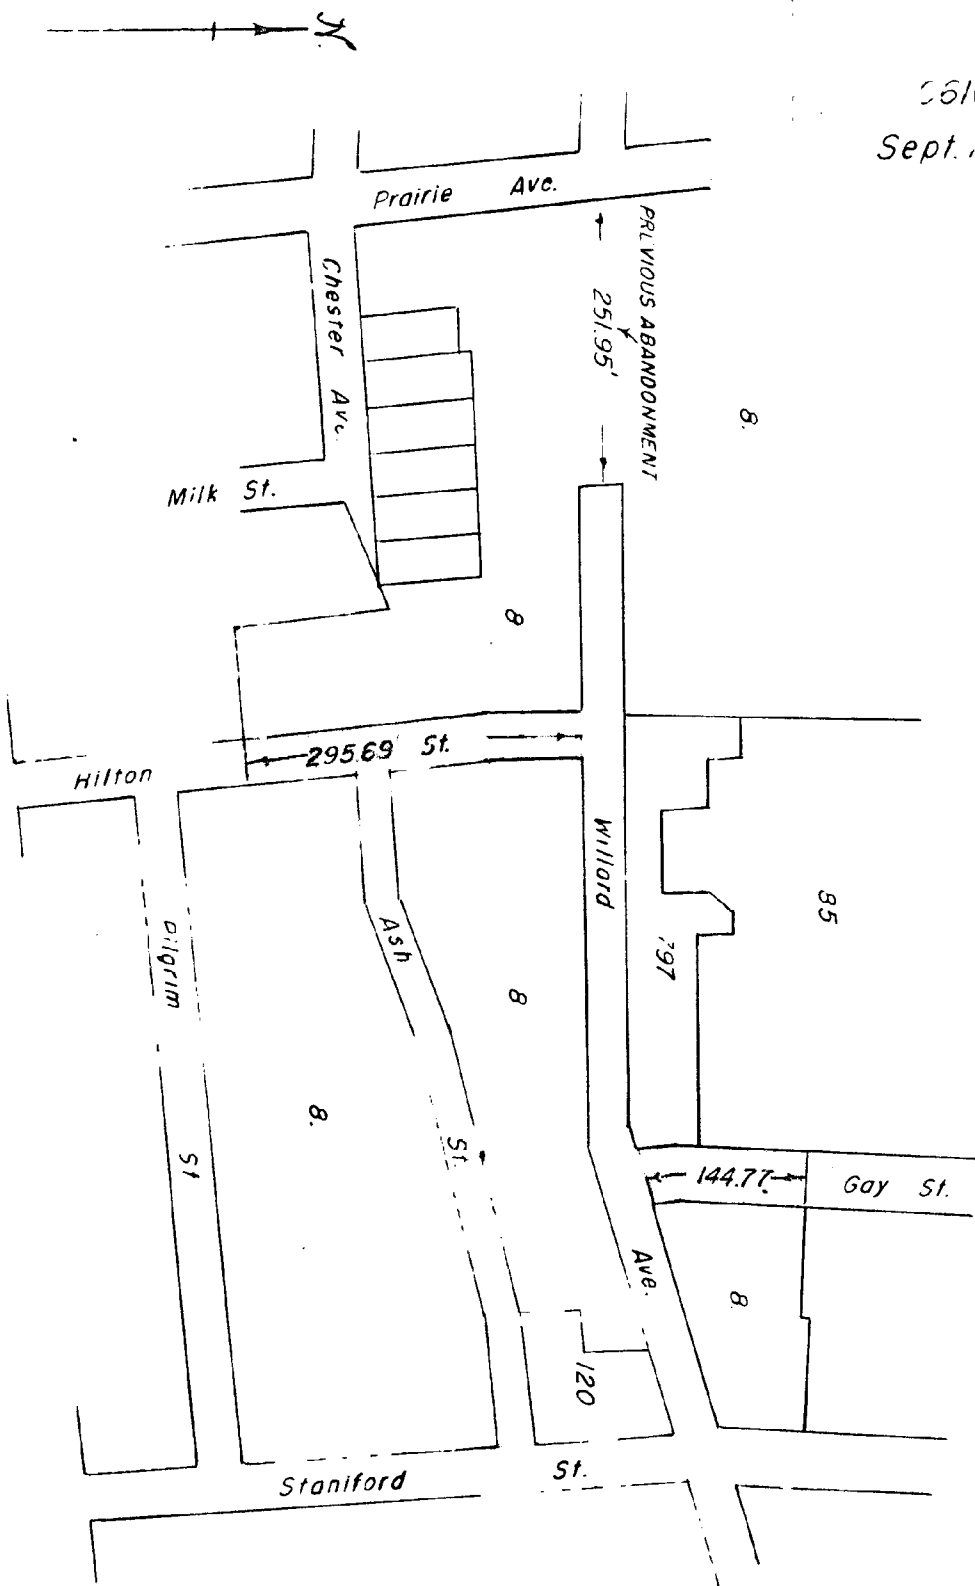 N.
Sept.
Prairie Ave.
PREVIOUS ABANDONMENT
251.95'
Chester Ave.
8.
Milk St.
8
295.69' St.
Hilton
Willard
85
797
Ash
Pilgrim
8
8.
St.
St
144.77
Gay St.
Ave.
8.
120
Staniford St.